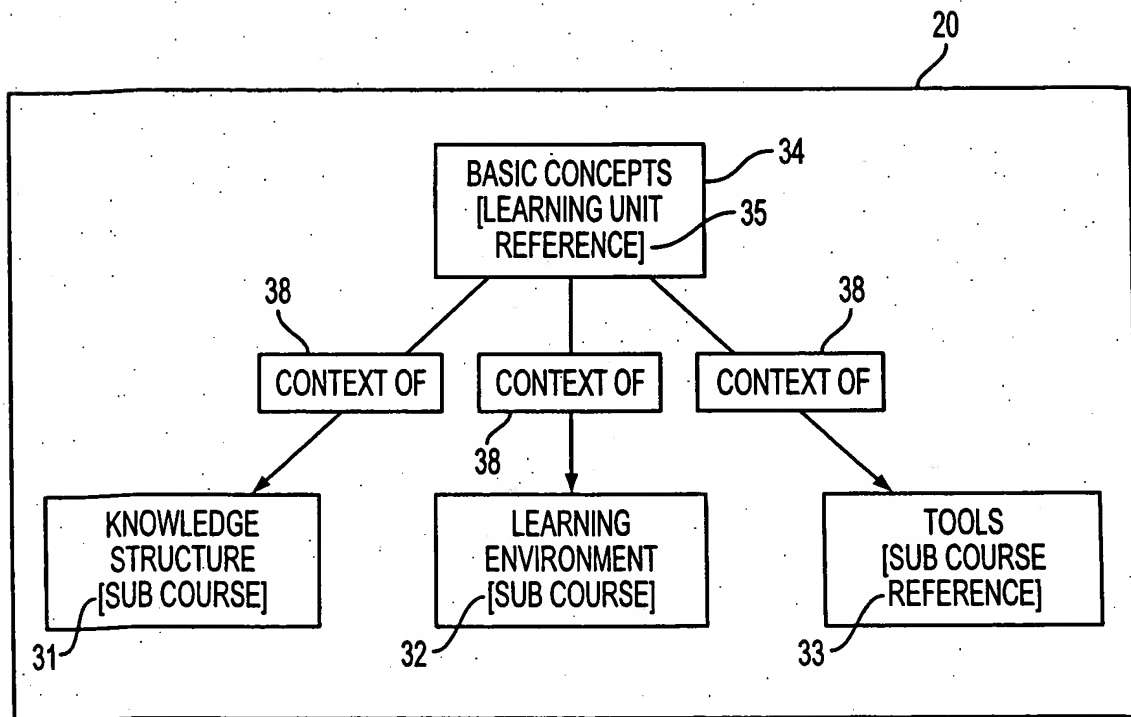 20
BASIC CONCEPTS
[LEARNING UNIT
REFERENCE]
34
35
38
38
CONTEXT OF
CONTEXT OF
CONTEXT OF
38
KNOWLEDGE
STRUCTURE
[SUB COURSE]
31
LEARNING
ENVIRONMENT
[SUB COURSE]
32
TOOLS
[SUB COURSE
REFERENCE]
33